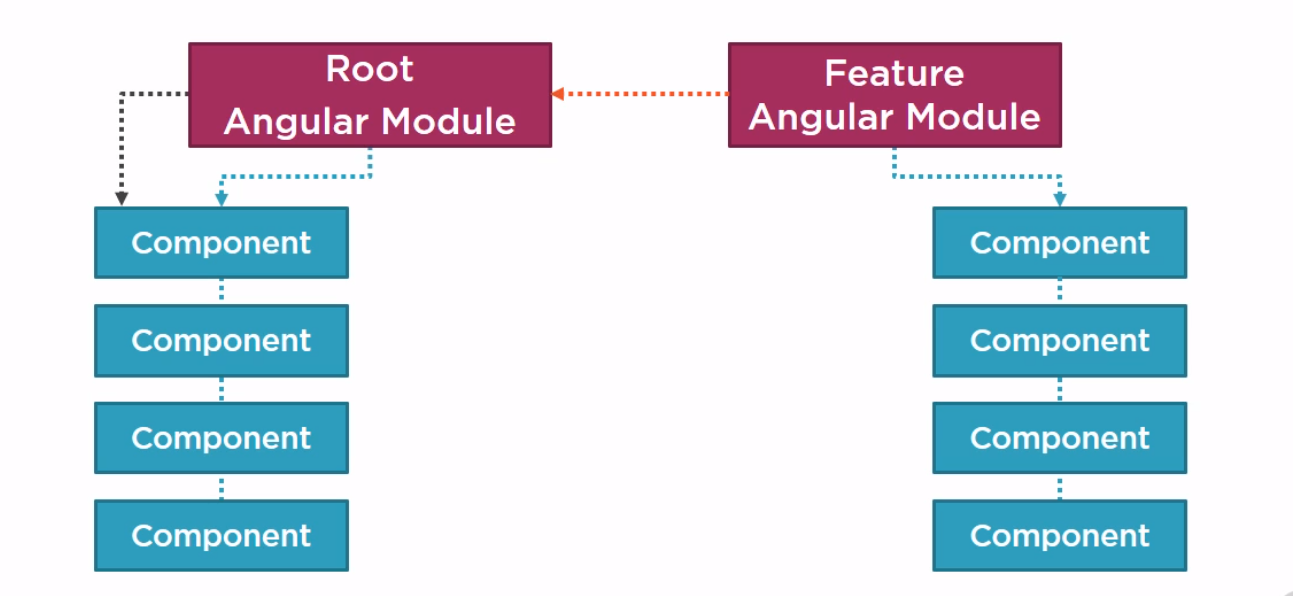 Root
Angular Module
Feature
Angular Module
Component
Component
Component
Component
Component
Component
Component
Component